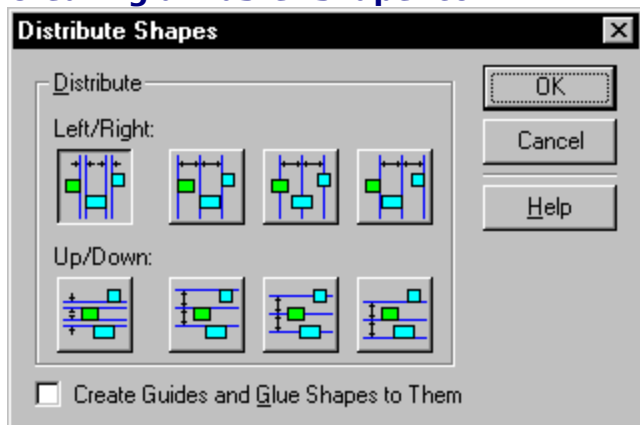 Distribute Shapes
Distribute
OK
Left/Right:
Cancel
Help
Up/Down:
Create Guides and Glue Shapes to Them